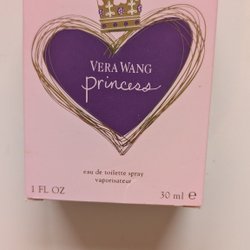 VERA WANG
princess
eau de toilette spray
vaporisateur
1 FL OZ 30 ml e